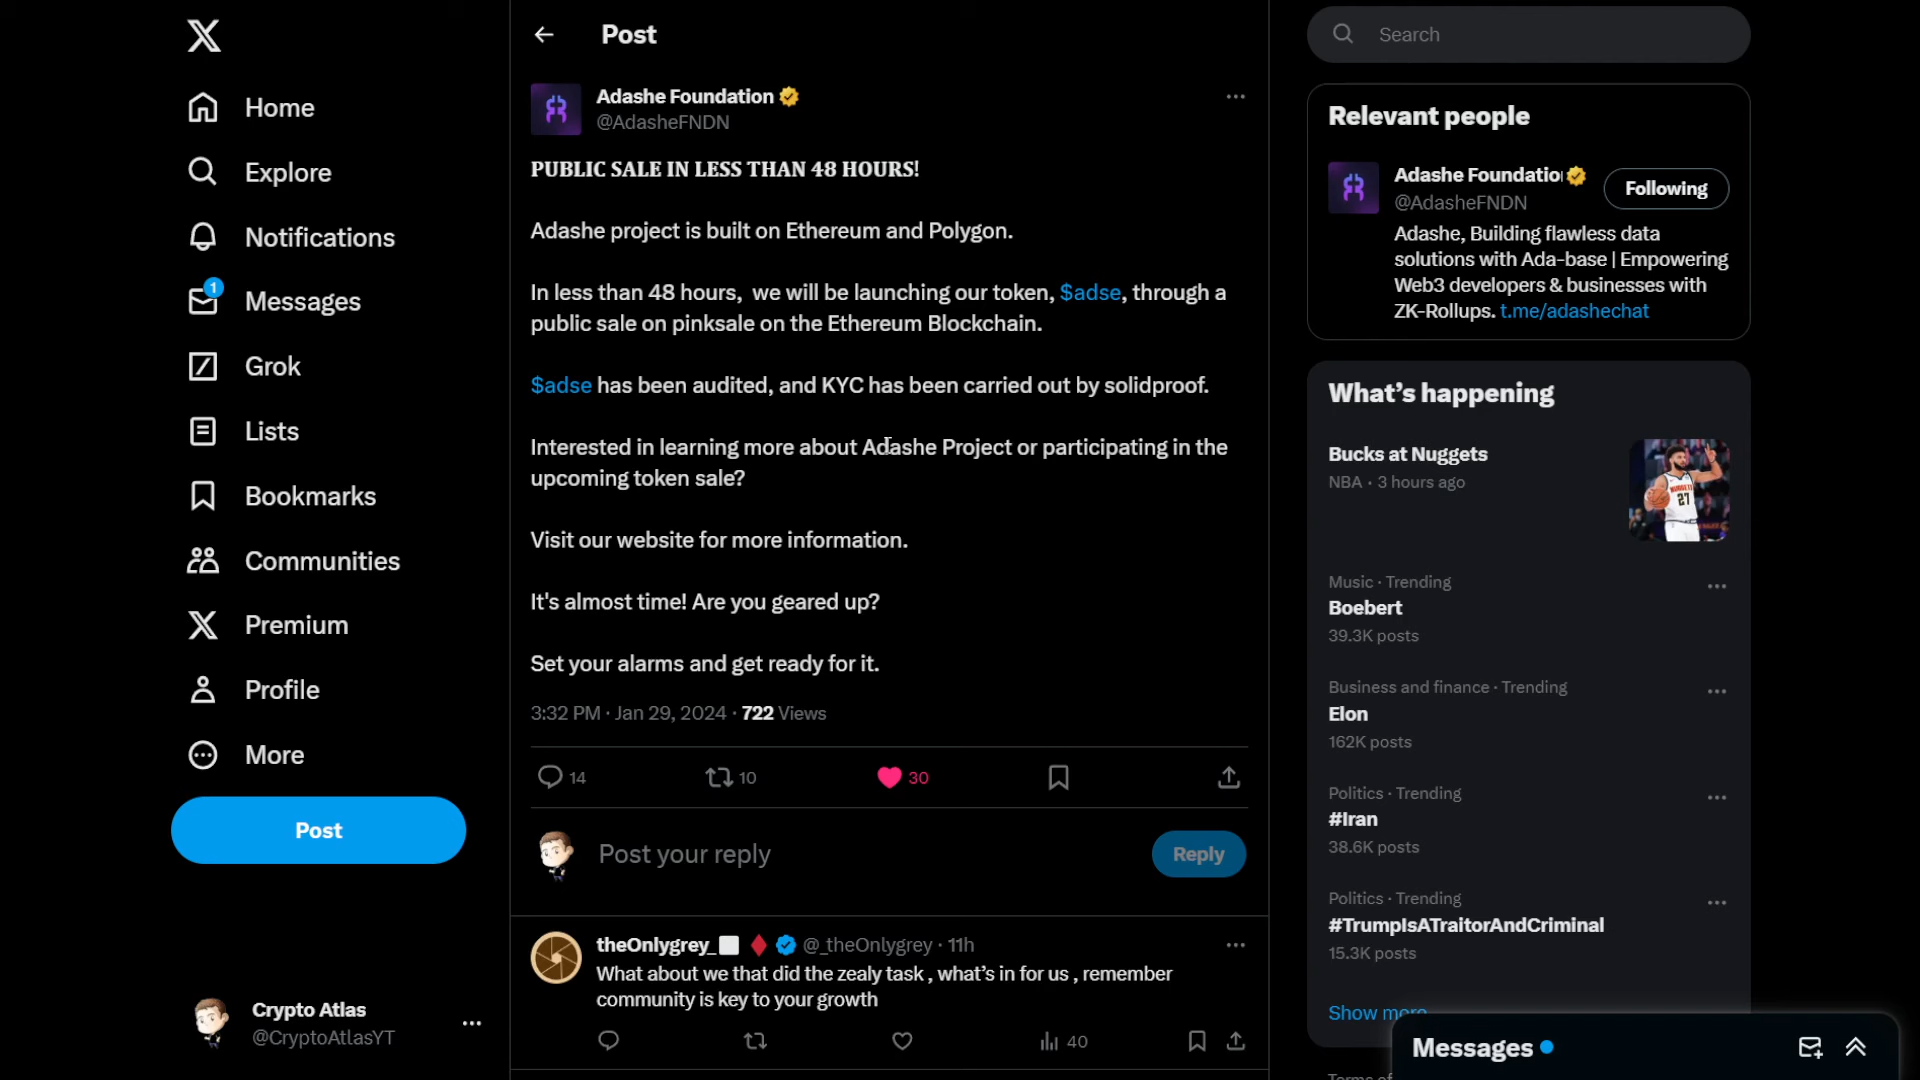 Home
Explore
Notifications
1
Messages
Grok
Lists
Bookmarks
Communities
Premium
Profile
More
Post
Crypto Atlas
@CryptoAtlasYT
Post
Adashe Foundation
@AdasheFNDN
PUBLIC SALE IN LESS THAN 48 HOURS!
Adashe project is built on Ethereum and Polygon.
In less than 48 hours,  we will be launching our token, $adse, through a
public sale on pinksale on the Ethereum Blockchain.
$adse has been audited, and KYC has been carried out by solidproof.
Interested in learning more about Adashe Project or participating in the
upcoming token sale?
Visit our website for more information.
It's almost time! Are you geared up?
Set your alarms and get ready for it.
3:32 PM · Jan 29, 2024 · 722 Views
14 10 30
Post your reply
Reply
theOnlygrey_ @_theOnlygrey · 11h
What about we that did the zealy task , what's in for us , remember
community is key to your growth
40
Search
Relevant people
Adashe Foundation
@AdasheFNDN
Following
Adashe, Building flawless data
solutions with Ada-base | Empowering
Web3 developers & businesses with
ZK-Rollups. t.me/adashechat
What's happening
Bucks at Nuggets
NBA · 3 hours ago
NUGGETS
27
Music · Trending
Boebert
39.3K posts
Business and finance · Trending
Elon
162K posts
Politics · Trending
#Iran
38.6K posts
Politics · Trending
#TrumpIsATraitorAndCriminal
15.3K posts
Show more
Messages
Terms of